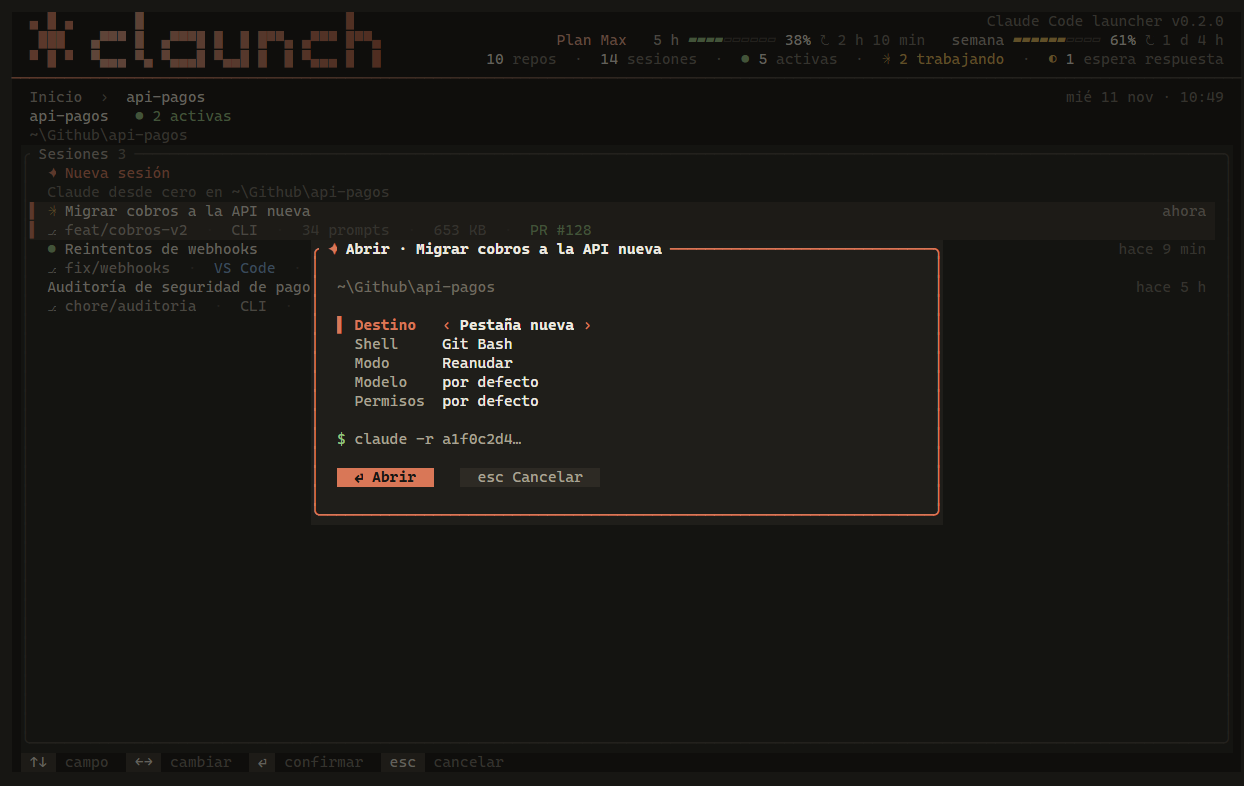 claunch
Claude Code launcher v0.2.0
Plan Max 5 h 38% 2 h 10 min semana 61% 1 d 4 h
10 repos · 14 sesiones · ● 5 activas · 2 trabajando · ◐ 1 espera respuesta
Inicio › api-pagos mié 11 nov · 10:49
api-pagos ● 2 activas
~\Github\api-pagos
Sesiones 3
Nueva sesión
Claude desde cero en ~\Github\api-pagos
Migrar cobros a la API nueva ahora
feat/cobros-v2 CLI 34 prompts 653 KB PR #128
● Reintentos de webhooks hace 9 min
fix/webhooks · VS Code ·
Auditoría de seguridad de pago hace 5 h
chore/auditoria · CLI ·
Abrir · Migrar cobros a la API nueva
~\Github\api-pagos
Destino ‹ Pestaña nueva ›
Shell Git Bash
Modo Reanudar
Modelo por defecto
Permisos por defecto
$ claude -r a1f0c2d4…
↲ Abrir esc Cancelar
↑↓ campo ←→ cambiar ↲ confirmar esc cancelar